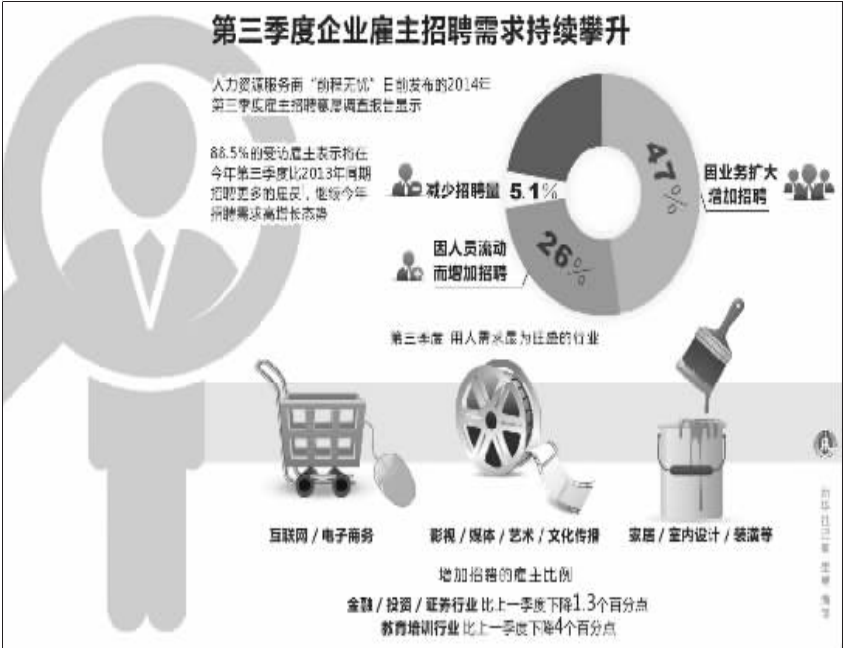 第三季度企业雇主招聘需求持续攀升
人力资源服务商“前程无忧”日前发布的2014年
第三季度雇主招聘意愿调查报告显示
88.5%的受访雇主表示将在
今年第三季度比2013年同期
招聘更多的雇员，继续今年
招聘需求高增长态势
47%
因业务扩大
增加招聘
减少招聘量 5.1%
因人员流动
而增加招聘
26%
第三季度 用人需求最为旺盛的行业
互联网 / 电子商务
影视 / 媒体 / 艺术 / 文化传播
家居 / 室内设计 / 装潢等
增加招聘的雇主比例
金融 / 投资 / 证券行业 比上一季度下降1.3个百分点
教育培训行业 比上一季度下降4个百分点
新华社记者